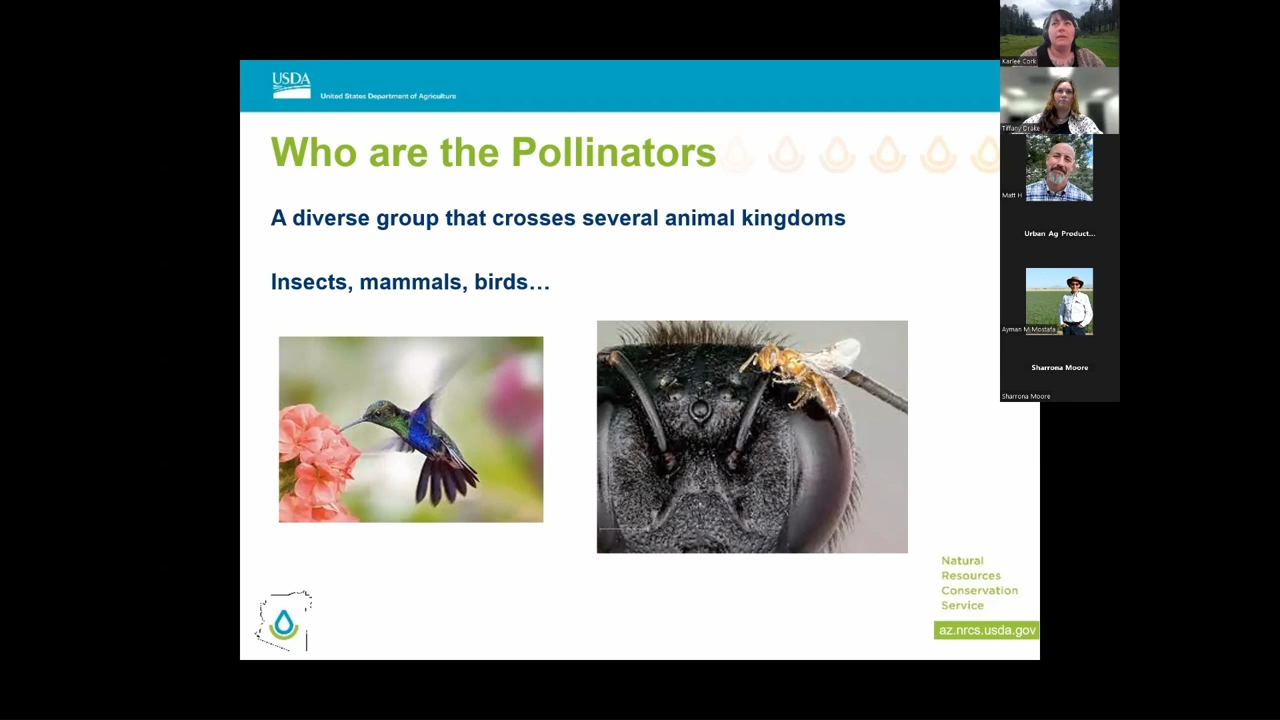 USDA
United States Department of Agriculture
Who are the Pollinators
A diverse group that crosses several animal kingdoms
Insects, mammals, birds...
Natural
Resources
Conservation
Service
az.nrcs.usda.gov
Karlee Cork
Tiffany Drake
Matt H
Urban Ag Product...
Ayman M.Mostafa
Sharrona Moore
Sharrona Moore